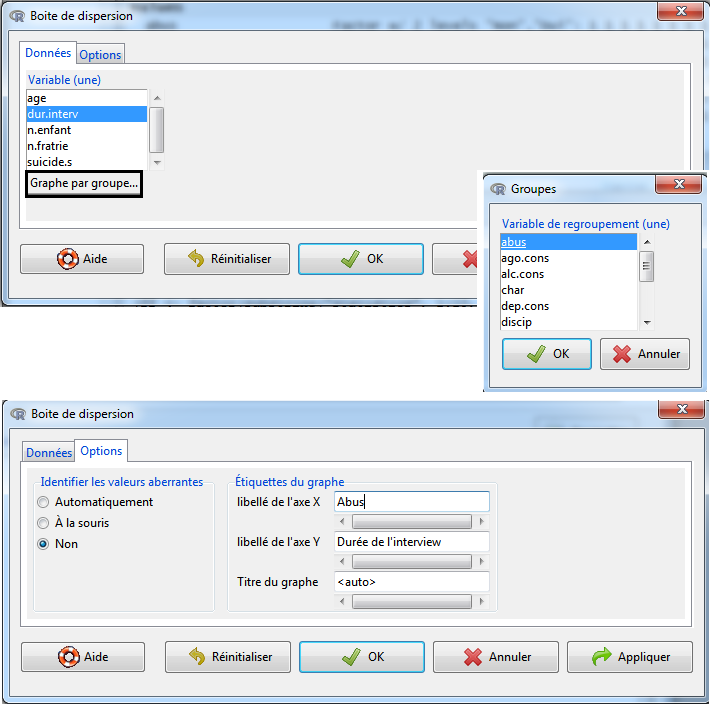 Boite de dispersion
Données
Options
Variable (une)
age
dur.interv
n.enfant
n.fratrie
suicide.s
Graphe par groupe...
Aide
Réinitialiser
OK
Groupes
Variable de regroupement (une)
abus
ago.cons
alc.cons
char
dep.cons
discip
OK
Annuler
Boite de dispersion
Données
Options
Identifier les valeurs aberrantes
Automatiquement
À la souris
Non
Étiquettes du graphe
libellé de l'axe X
Abus
libellé de l'axe Y
Durée de l'interview
Titre du graphe
<auto>
Aide
Réinitialiser
OK
Annuler
Appliquer